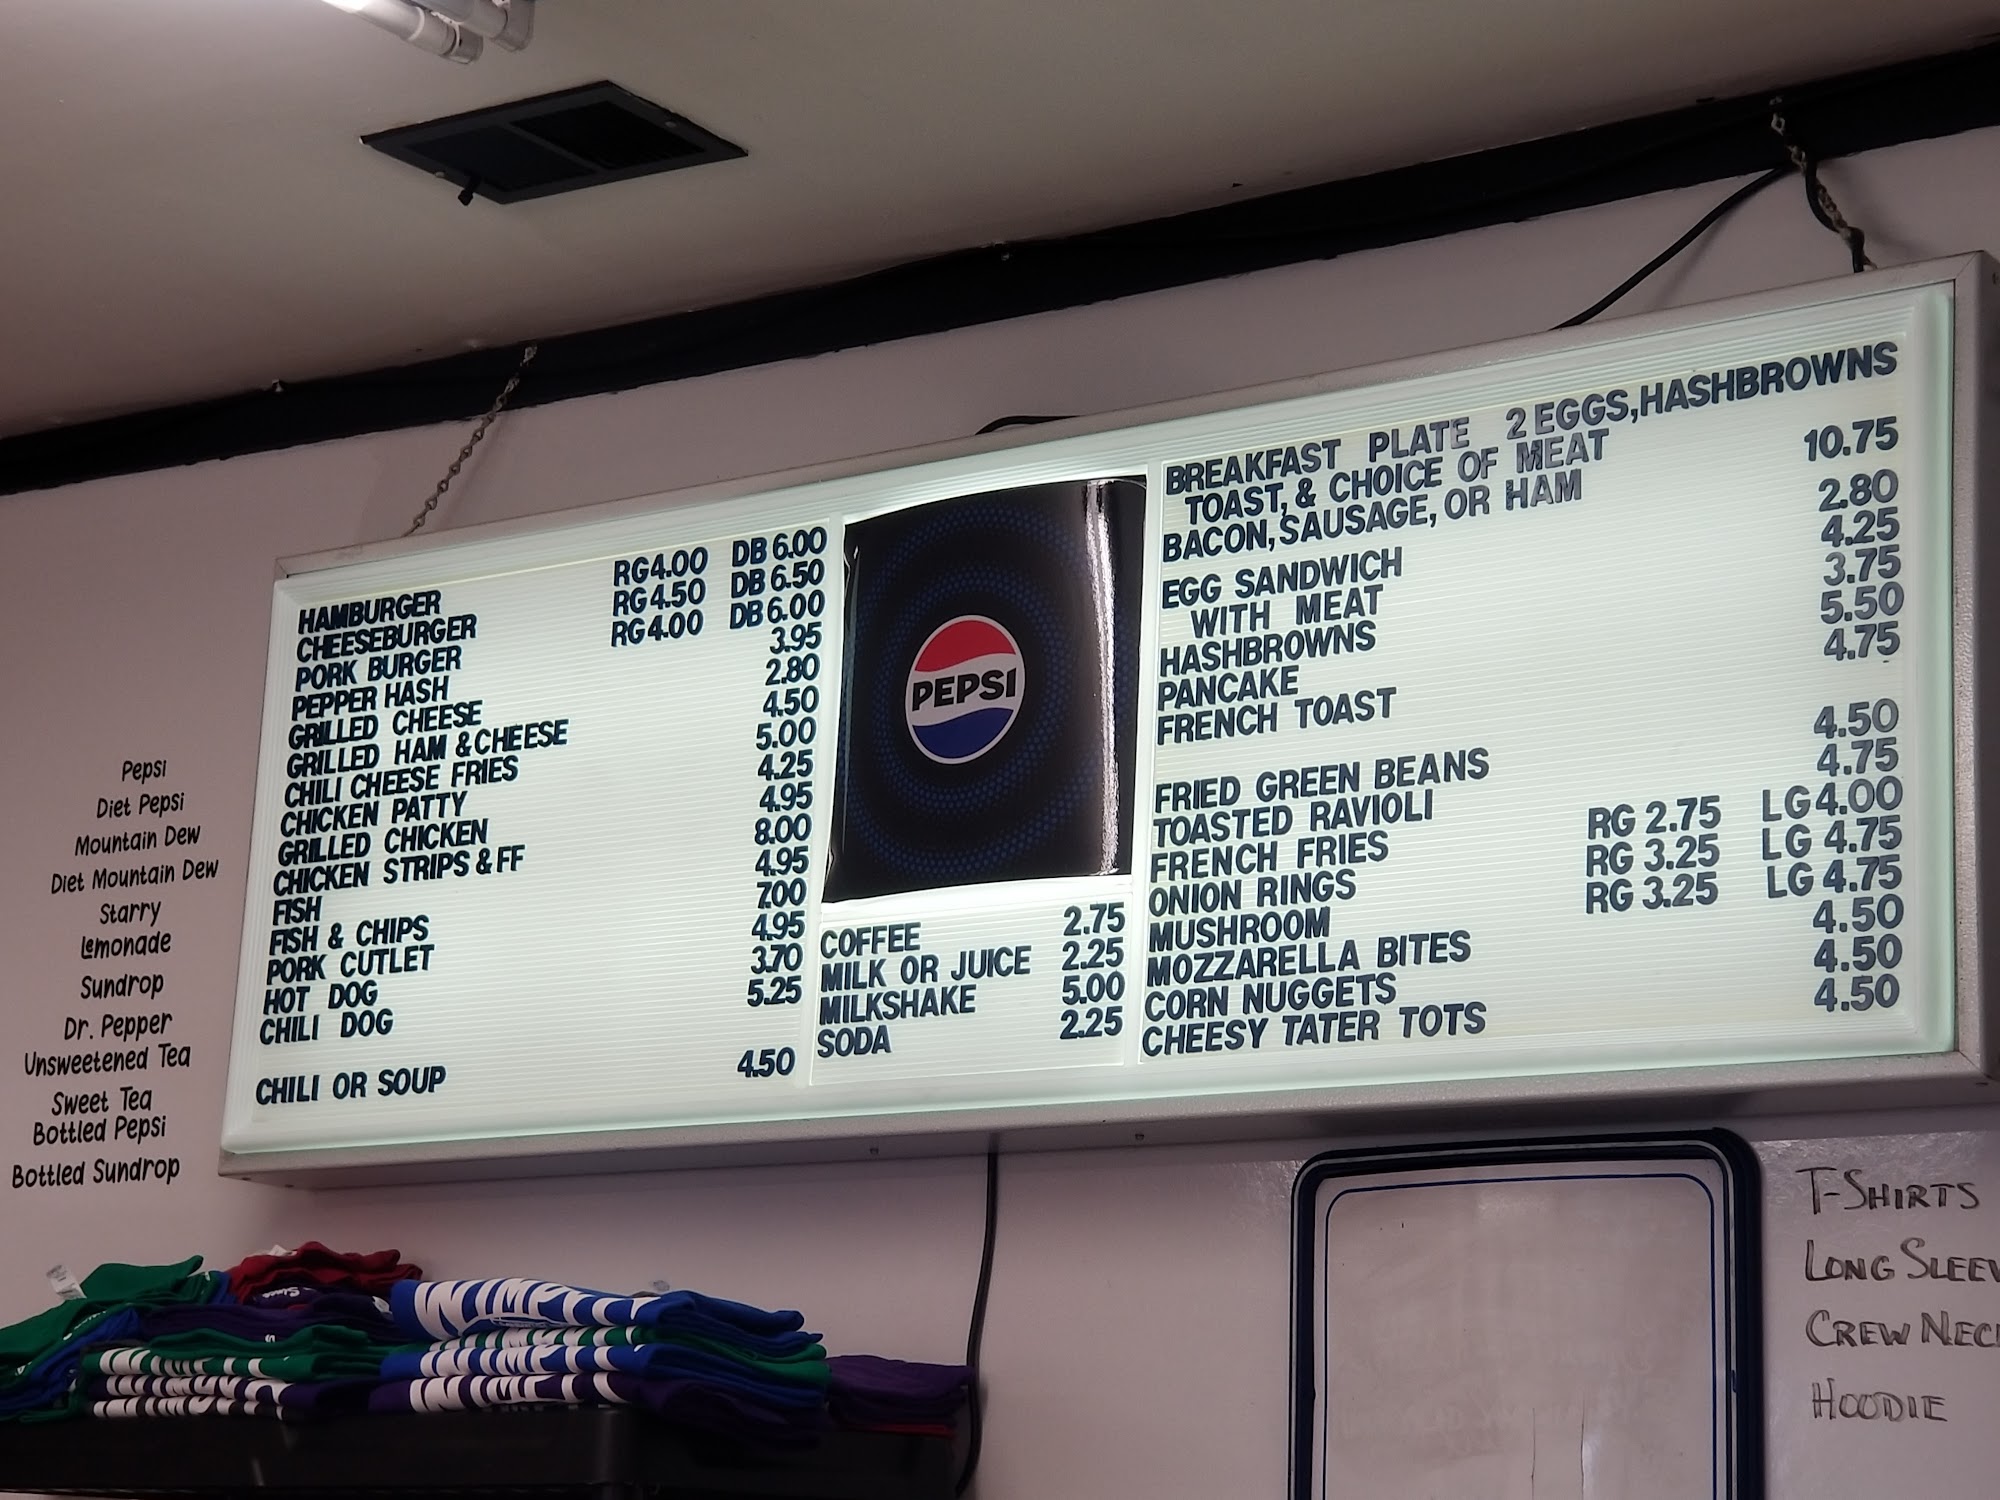 HAMBURGER RG 4.00 DB 6.00
CHEESEBURGER RG 4.50 DB 6.50
PORK BURGER RG 4.00 DB 6.00
PEPPER HASH 3.95
GRILLED CHEESE 2.80
GRILLED HAM & CHEESE 4.50
CHILI CHEESE FRIES 5.00
CHICKEN PATTY 4.25
GRILLED CHICKEN 4.95
CHICKEN STRIPS & FF 8.00
FISH 4.95
FISH & CHIPS 7.00
PORK CUTLET 4.95
HOT DOG 3.70
CHILI DOG 5.25
CHILI OR SOUP 4.50
PEPSI
COFFEE 2.75
MILK OR JUICE 2.25
MILKSHAKE 5.00
SODA 2.25
BREAKFAST PLATE 2 EGGS, HASHBROWNS
TOAST, & CHOICE OF MEAT
BACON, SAUSAGE, OR HAM 10.75
EGG SANDWICH 2.80
WITH MEAT 4.25
HASHBROWNS 3.75
PANCAKE 5.50
FRENCH TOAST 4.75
FRIED GREEN BEANS 4.50
TOASTED RAVIOLI 4.75
FRENCH FRIES RG 2.75 LG 4.00
ONION RINGS RG 3.25 LG 4.75
MUSHROOM RG 3.25 LG 4.75
MOZZARELLA BITES 4.50
CORN NUGGETS 4.50
CHEESY TATER TOTS 4.50
Pepsi
Diet Pepsi
Mountain Dew
Diet Mountain Dew
Starry
Lemonade
Sundrop
Dr. Pepper
Unsweetened Tea
Sweet Tea
Bottled Pepsi
Bottled Sundrop
T-SHIRTS
LONG SLEEV
CREW NEC
HOODIE